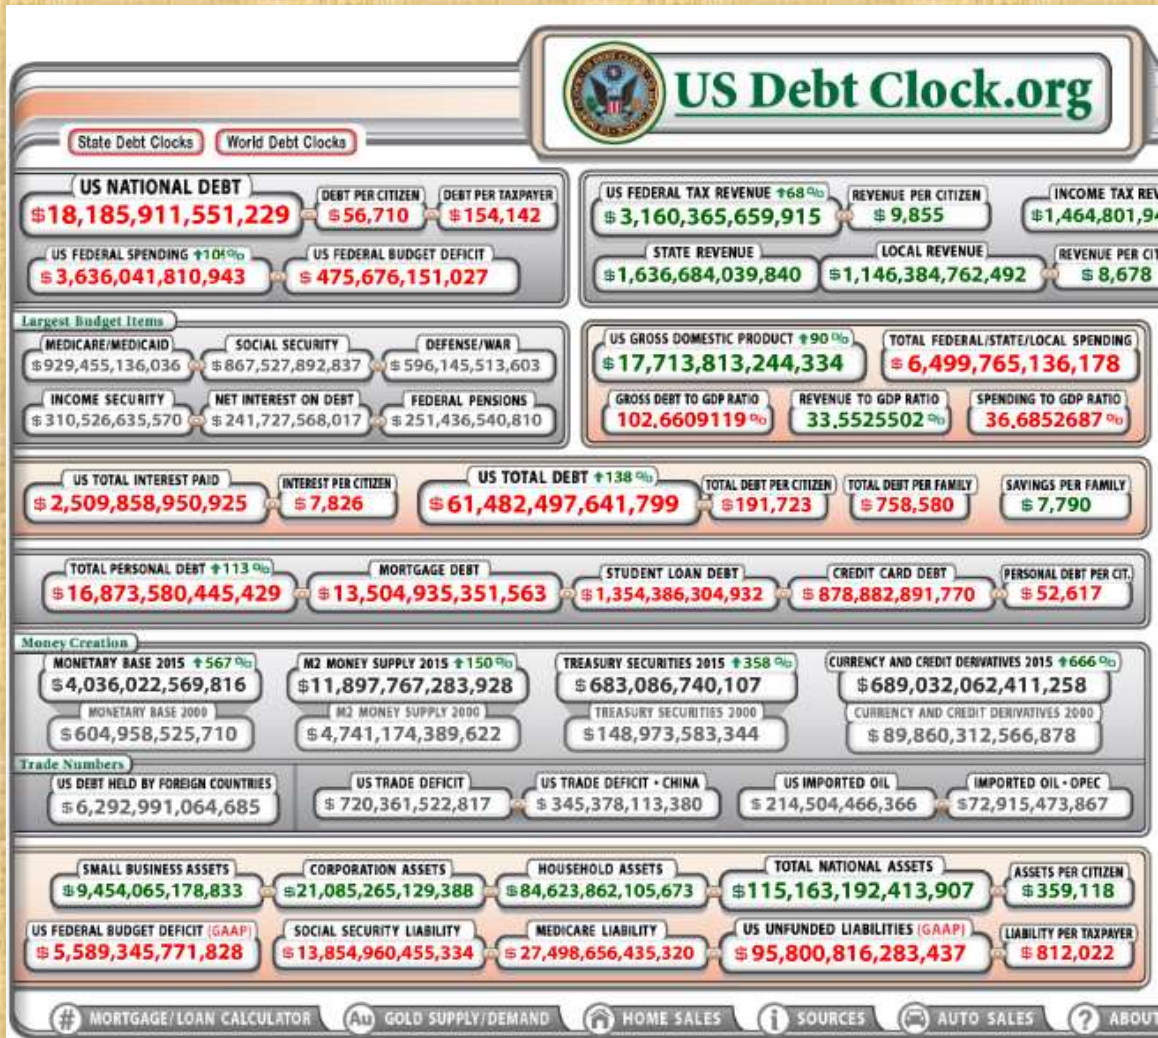 US Debt Clock.org
State Debt Clocks World Debt Clocks
US NATIONAL DEBT DEBT PER CITIZEN DEBT PER TAXPAYER
$18,185,911,551,229 $56,710 $154,142
US FEDERAL SPENDING US FEDERAL BUDGET DEFICIT
$3,636,041,810,943 $475,676,151,027
US FEDERAL TAX REVENUE ↑68% REVENUE PER CITIZEN INCOME TAX REV
$3,160,365,659,915 $9,855 $1,464,801,94
STATE REVENUE LOCAL REVENUE REVENUE PER CIT
$1,636,684,039,840 $1,146,384,762,492 $8,678
Largest Budget Items
MEDICARE/MEDICAID SOCIAL SECURITY DEFENSE/WAR
$929,455,136,036 $867,527,892,837 $596,145,513,603
INCOME SECURITY NET INTEREST ON DEBT FEDERAL PENSIONS
$310,526,635,570 $241,727,568,017 $251,436,540,810
US GROSS DOMESTIC PRODUCT ↑90% TOTAL FEDERAL/STATE/LOCAL SPENDING
$17,713,813,244,334 $6,499,765,136,178
GROSS DEBT TO GDP RATIO REVENUE TO GDP RATIO SPENDING TO GDP RATIO
102.6609119% 33.5525502% 36.6852687%
US TOTAL INTEREST PAID INTEREST PER CITIZEN US TOTAL DEBT ↑138% TOTAL DEBT PER CITIZEN TOTAL DEBT PER FAMILY SAVINGS PER FAMILY
$2,509,858,950,925 $7,826 $61,482,497,641,799 $191,723 $758,580 $7,790
TOTAL PERSONAL DEBT ↑113% MORTGAGE DEBT STUDENT LOAN DEBT CREDIT CARD DEBT PERSONAL DEBT PER CIT.
$16,873,580,445,429 $13,504,935,351,563 $1,354,386,304,932 $878,882,891,770 $52,617
Money Creation
MONETARY BASE 2015 ↑567% M2 MONEY SUPPLY 2015 ↑150% TREASURY SECURITIES 2015 ↑358% CURRENCY AND CREDIT DERIVATIVES 2015 ↑666%
$4,036,022,569,816 $11,897,767,283,928 $683,086,740,107 $689,032,062,411,258
MONETARY BASE 2000 M2 MONEY SUPPLY 2000 TREASURY SECURITIES 2000 CURRENCY AND CREDIT DERIVATIVES 2000
$604,958,525,710 $4,741,174,389,622 $148,973,583,344 $89,860,312,566,878
Trade Numbers
US DEBT HELD BY FOREIGN COUNTRIES US TRADE DEFICIT US TRADE DEFICIT · CHINA US IMPORTED OIL IMPORTED OIL · OPEC
$6,292,991,064,685 $720,361,522,817 $345,378,113,380 $214,504,466,366 $72,915,473,867
SMALL BUSINESS ASSETS CORPORATION ASSETS HOUSEHOLD ASSETS TOTAL NATIONAL ASSETS ASSETS PER CITIZEN
$9,454,065,178,833 $21,085,265,129,388 $84,623,862,105,673 $115,163,192,413,907 $359,118
US FEDERAL BUDGET DEFICIT (GAAP) SOCIAL SECURITY LIABILITY MEDICARE LIABILITY US UNFUNDED LIABILITIES (GAAP) LIABILITY PER TAXPAYER
$5,589,345,771,828 $13,854,960,455,334 $27,498,656,435,320 $95,800,816,283,437 $812,022
# MORTGAGE/LOAN CALCULATOR Au GOLD SUPPLY/DEMAND HOME SALES i SOURCES AUTO SALES ? ABOUT